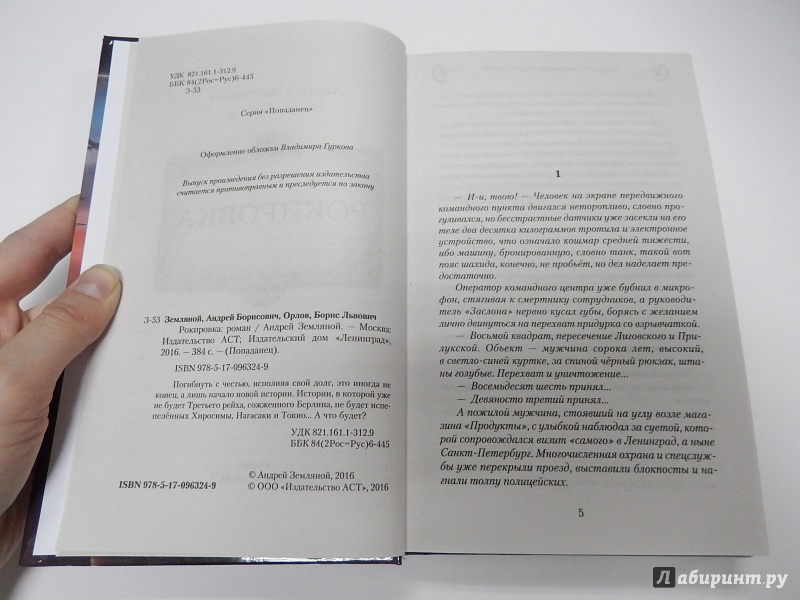 УДК 821.161.1-312.9
ББК 84(2Рос=Рус)6-445
З-53
Серия «Попаданец»
Оформление обложки Владимира Гуркова
Выпуск произведения без разрешения издательства
считается противоправным и преследуется по закону
З-53 Земляной, Андрей Борисович, Орлов, Борис Львович
Рокировка: роман / Андрей Земляной. — Москва:
Издательство АСТ; Издательский дом «Ленинград»,
2016. — 384 с. — (Попаданец).
ISBN 978-5-17-096324-9
Погибнуть с честью, исполняя свой долг, это иногда не
конец, а лишь начало новой истории. Истории, в которой уже
не будет Третьего рейха, сожженного Берлина, не будет испе-
пелённых Хиросимы, Нагасаки и Токио... А что будет?
УДК 821.161.1-312.9
ББК 84(2Рос=Рус)6-445
© Андрей Земляной, 2016
ISBN 978-5-17-096324-9 © ООО «Издательство АСТ», 2016
1
— И-и, твою! — Человек на экране передвижного
командного пункта двигался неторопливо, словно про-
гуливался, но бесстрастные датчики уже засекли на его
теле два десятка килограммов тротила и электронное
устройство, что означало кошмар средней тяжести,
ибо машину, бронированную, словно танк, такой вот
пояс шахида, конечно, не пробьёт, но дел наделает пре-
достаточно.
Оператор командного центра уже бубнил в микро-
фон, стягивая к смертнику сотрудников, а руководи-
тель «Заслона» нервно кусал губы, борясь с желанием
лично двинуться на перехват придурка со взрывчаткой.
— Восьмой квадрат, пересечение Лиговского и При-
лукской. Объект — мужчина сорока лет, высокий,
в светло-синей куртке, за спиной чёрный рюкзак, шта-
ны голубые. Перехват и уничтожение...
— Восемьдесят шесть принял...
— Девяносто третий принял...
А пожилой мужчина, стоявший на углу возле мага-
зина «Продукты», с улыбкой наблюдал за суетой, кото-
рой сопровождался визит «самого» в Ленинград, а ныне
Санкт-Петербург. Многочисленная охрана и спецслуж-
бы уже перекрыли проезд, выставили блокпосты и на-
гнали толпу полицейских.
5
Лабиринт.ру